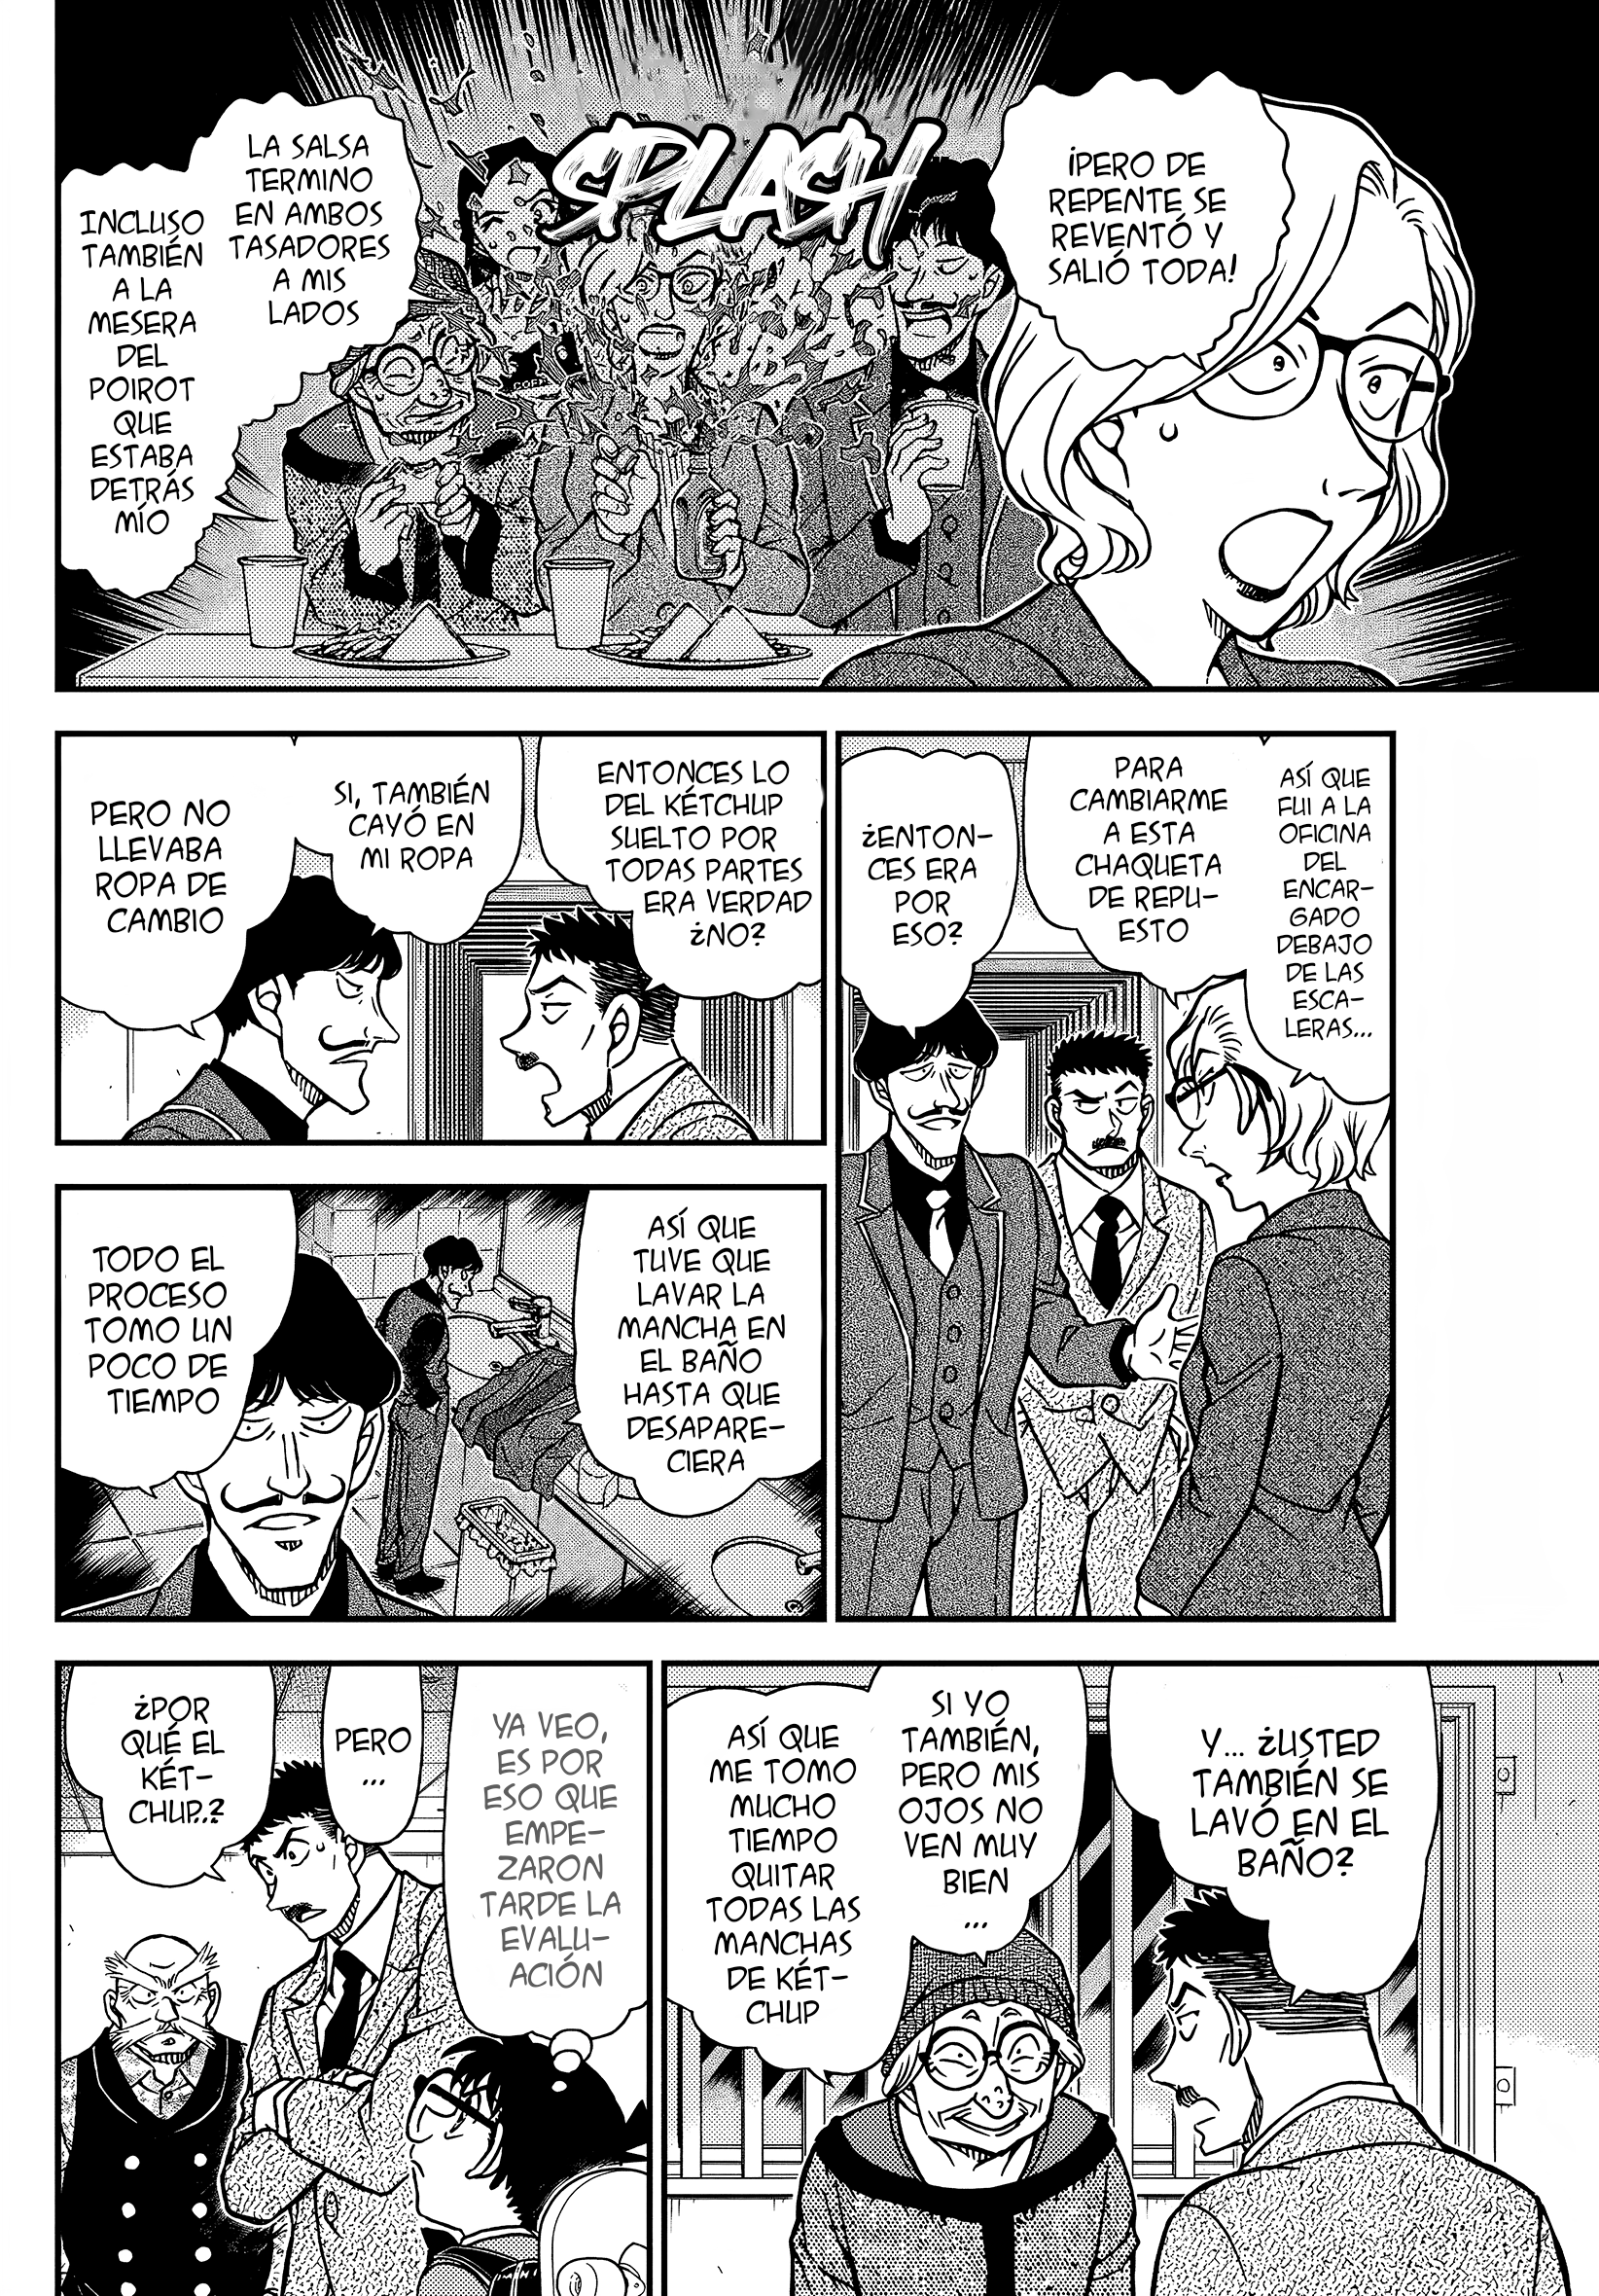 ¡PERO DE
REPENTE SE
REVENTÓ Y
SALIÓ TODA!
SPLASH
LA SALSA
TERMINO
EN AMBOS
TASADORES
A MIS
LADOS
INCLUSO
TAMBIÉN
A LA
MESERA
DEL
POIROT
QUE
ESTABA
DETRÁS
MÍO
ASÍ QUE
FUI A LA
OFICINA
DEL
ENCAR-
GADO
DEBAJO
DE LAS
ESCA-
LERAS...
PARA
CAMBIARME
A ESTA
CHAQUETA
DE REPU-
ESTO
¿ENTON-
CES ERA
POR
ESO?
ENTONCES LO
DEL KÉTCHUP
SUELTO POR
TODAS PARTES
ERA VERDAD
¿NO?
SI, TAMBIÉN
CAYÓ EN
MI ROPA
PERO NO
LLEVABA
ROPA DE
CAMBIO
ASÍ QUE
TUVE QUE
LAVAR LA
MANCHA EN
EL BAÑO
HASTA QUE
DESAPARE-
CIERA
TODO EL
PROCESO
TOMO UN
POCO DE
TIEMPO
Y... ¿USTED
TAMBIÉN SE
LAVÓ EN EL
BAÑO?
SI YO
TAMBIÉN,
PERO MIS
OJOS NO
VEN MUY
BIEN
...
ASÍ QUE
ME TOMO
MUCHO
TIEMPO
QUITAR
TODAS LAS
MANCHAS
DE KÉT-
CHUP
YA VEO,
ES POR
ESO QUE
EMPE-
ZARON
TARDE LA
EVALU-
ACIÓN
PERO
...
¿POR
QUÉ EL
KÉT-
CHUP...?